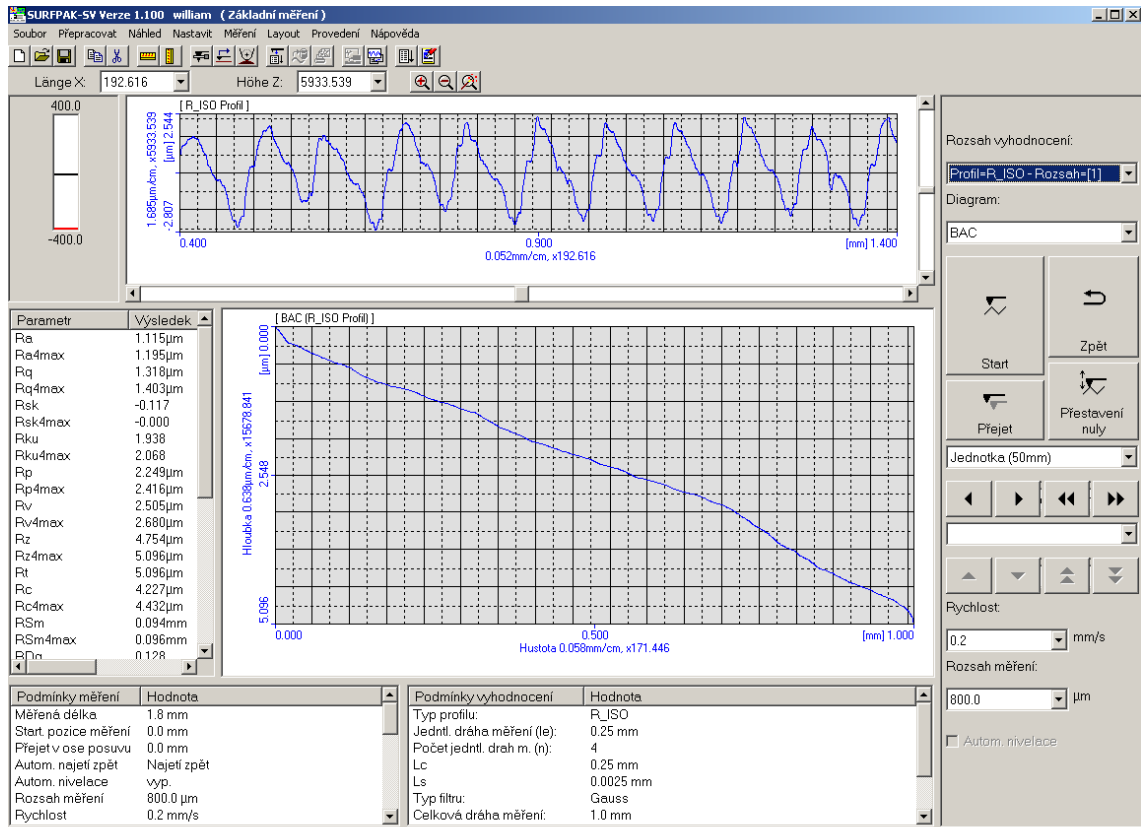 SURFPAK-SV Verze 1.100 william ( Základní měření )
Soubor Přepracovat Náhled Nastavit Měření Layout Provedení Nápověda
Länge X: 192.616 Höhe Z: 5933.539
400.0
-400.0
[ R_ISO Profil ]
1.685µm/cm, x5933.539
[µm] 2.544
-2.807
0.400 0.900 [mm] 1.400
0.052mm/cm, x192.616
Parametr Výsledek
Ra 1.115µm
Ra4max 1.195µm
Rq 1.318µm
Rq4max 1.403µm
Rsk -0.117
Rsk4max -0.000
Rku 1.938
Rku4max 2.068
Rp 2.249µm
Rp4max 2.416µm
Rv 2.505µm
Rv4max 2.680µm
Rz 4.754µm
Rz4max 5.096µm
Rt 5.096µm
Rc 4.227µm
Rc4max 4.432µm
RSm 0.094mm
RSm4max 0.096mm
RDq 0.128
[ BAC (R_ISO Profil) ]
Hloubka 0.638µm/cm, x15678.841
[µm] 0.000
2.548
5.096
0.000 0.500 [mm] 1.000
Hustota 0.058mm/cm, x171.446
Podmínky měření Hodnota
Měřená délka 1.8 mm
Start. pozice měření 0.0 mm
Přejet v ose posuvu 0.0 mm
Autom. najetí zpět Najetí zpět
Autom. nivelace vyp.
Rozsah měření 800.0 µm
Rychlost 0.2 mm/s
Podmínky vyhodnocení Hodnota
Typ profilu: R_ISO
Jedntl. dráha měření (le): 0.25 mm
Počet jedntl. drah m. (n): 4
Lc 0.25 mm
Ls 0.0025 mm
Typ filtru: Gauss
Celková dráha měření: 1.0 mm
Rozsah vyhodnocení:
Profil=R_ISO - Rozsah=[1]
Diagram:
BAC
Start
Zpět
Přejet
Přestavení
nuly
Jednotka (50mm)
Rychlost:
0.2 mm/s
Rozsah měření:
800.0 µm
Autom. nivelace